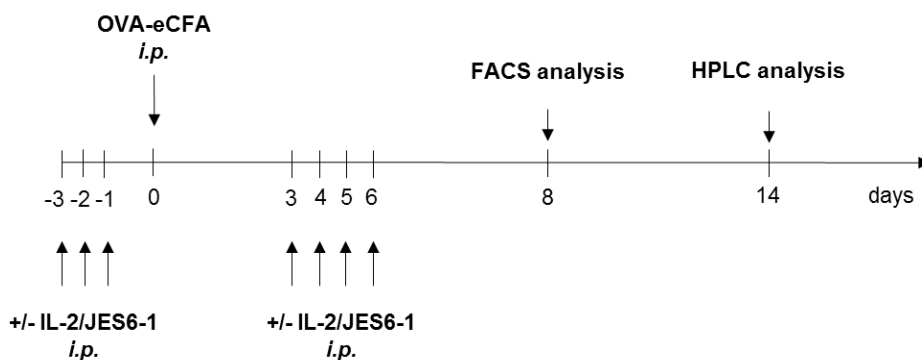 OVA-eCFA
i.p.
FACS analysis
HPLC analysis
-3 -2 -1 0 3 4 5 6 8 14 days
+/- IL-2/JES6-1 +/- IL-2/JES6-1
i.p. i.p.